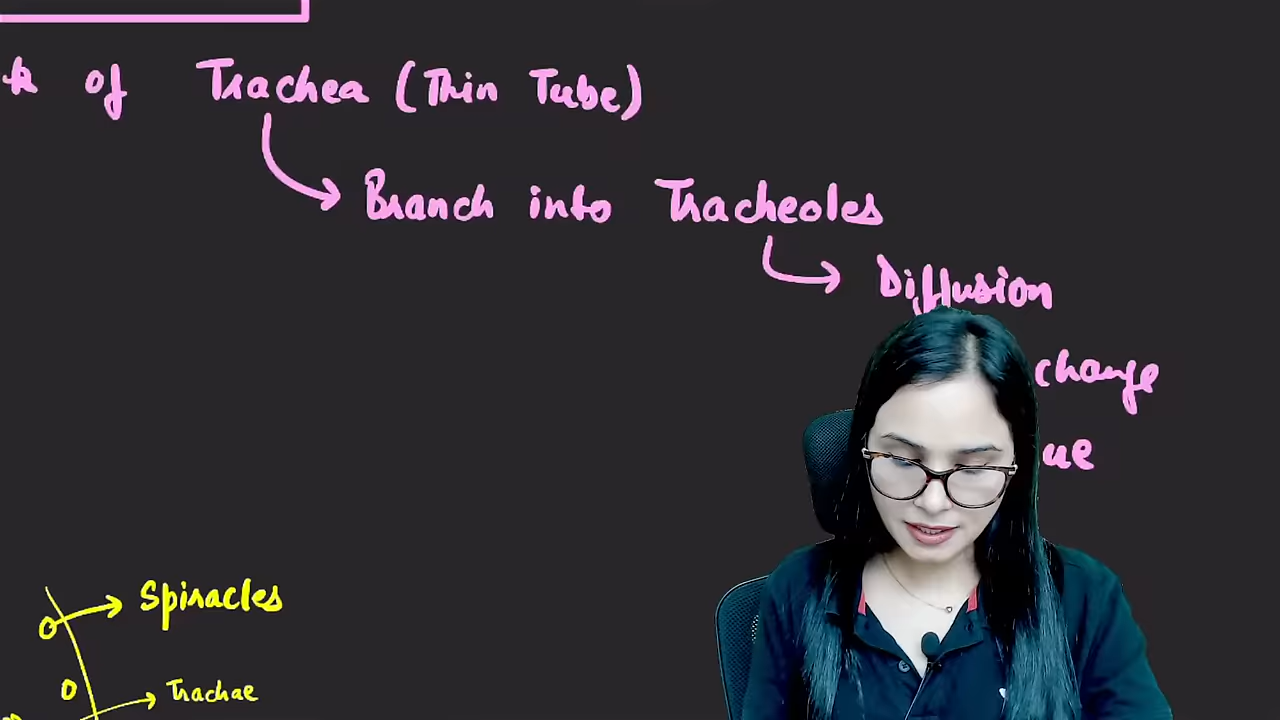 k of Trachea (Thin Tube)
Branch into Tracheoles
Diffusion
change
ue
Spiracles
Trachae